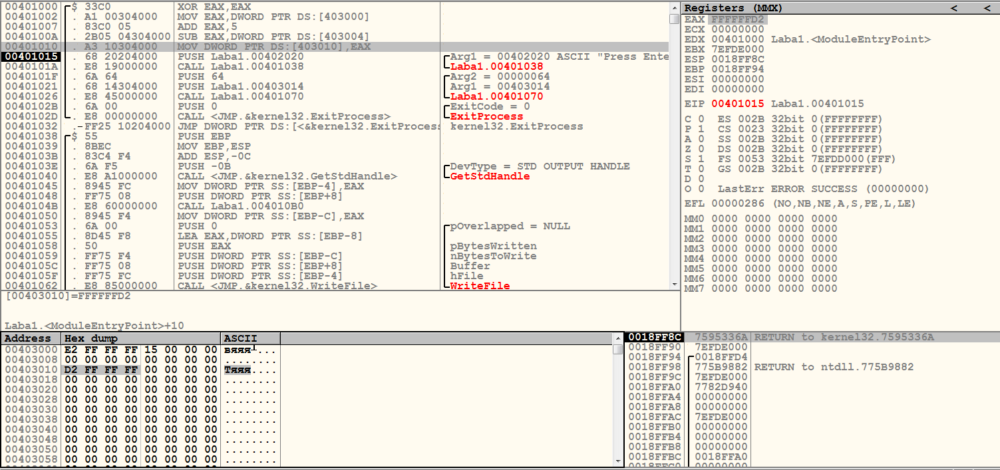 00401000 $ 33C0 XOR EAX,EAX
00401002 . A1 00304000 MOV EAX,DWORD PTR DS:[403000]
00401007 . 83C0 05 ADD EAX,5
0040100A . 2B05 04304000 SUB EAX,DWORD PTR DS:[403004]
00401010 . A3 10304000 MOV DWORD PTR DS:[403010],EAX
00401015 . 68 20204000 PUSH Laba1.00402020 Arg1 = 00402020 ASCII "Press Ente
0040101A . E8 19000000 CALL Laba1.00401038 Laba1.00401038
0040101F . 6A 64 PUSH 64 Arg2 = 00000064
00401021 . 68 14304000 PUSH Laba1.00403014 Arg1 = 00403014
00401026 . E8 45000000 CALL Laba1.00401070 Laba1.00401070
0040102B . 6A 00 PUSH 0 ExitCode = 0
0040102D . E8 00000000 CALL <JMP.&kernel32.ExitProcess> ExitProcess
00401032 .-FF25 10204000 JMP DWORD PTR DS:[<&kernel32.ExitProcess kernel32.ExitProcess
00401038 $ 55 PUSH EBP
00401039 . 8BEC MOV EBP,ESP
0040103B . 83C4 F4 ADD ESP,-0C
0040103E . 6A F5 PUSH -0B DevType = STD OUTPUT HANDLE
00401040 . E8 A1000000 CALL <JMP.&kernel32.GetStdHandle> GetStdHandle
00401045 . 8945 FC MOV DWORD PTR SS:[EBP-4],EAX
00401048 . FF75 08 PUSH DWORD PTR SS:[EBP+8]
0040104B . E8 60000000 CALL Laba1.004010B0
00401050 . 8945 F4 MOV DWORD PTR SS:[EBP-C],EAX
00401053 . 6A 00 PUSH 0 pOverlapped = NULL
00401055 . 8D45 F8 LEA EAX,DWORD PTR SS:[EBP-8]
00401058 . 50 PUSH EAX pBytesWritten
00401059 . FF75 F4 PUSH DWORD PTR SS:[EBP-C] nBytesToWrite
0040105C . FF75 08 PUSH DWORD PTR SS:[EBP+8] Buffer
0040105F . FF75 FC PUSH DWORD PTR SS:[EBP-4] hFile
00401062 . E8 85000000 CALL <JMP.&kernel32.WriteFile> WriteFile
[00403010]=FFFFFFD2
Laba1.<ModuleEntryPoint>+10
Registers (MMX) < <
EAX FFFFFFD2
ECX 00000000
EDX 00401000 Laba1.<ModuleEntryPoint>
EBX 7EFDE000
ESP 0018FF8C
EBP 0018FF94
ESI 00000000
EDI 00000000
EIP 00401015 Laba1.00401015
C 0 ES 002B 32bit 0(FFFFFFFF)
P 1 CS 0023 32bit 0(FFFFFFFF)
A 0 SS 002B 32bit 0(FFFFFFFF)
Z 0 DS 002B 32bit 0(FFFFFFFF)
S 1 FS 0053 32bit 7EFDD000(FFF)
T 0 GS 002B 32bit 0(FFFFFFFF)
D 0
O 0 LastErr ERROR SUCCESS (00000000)
EFL 00000286 (NO,NB,NE,A,S,PE,L,LE)
MM0 0000 0000 0000 0000
MM1 0000 0000 0000 0000
MM2 0000 0000 0000 0000
MM3 0000 0000 0000 0000
MM4 0000 0000 0000 0000
MM5 0000 0000 0000 0000
MM6 0000 0000 0000 0000
MM7 0000 0000 0000 0000
Address Hex dump ASCII
00403000 E2 FF FF FF 15 00 00 00 вяяя┴...
00403008 00 00 00 00 00 00 00 00 ........
00403010 D2 FF FF FF 00 00 00 00 Тяяя....
00403018 00 00 00 00 00 00 00 00 ........
00403020 00 00 00 00 00 00 00 00 ........
00403028 00 00 00 00 00 00 00 00 ........
00403030 00 00 00 00 00 00 00 00 ........
00403038 00 00 00 00 00 00 00 00 ........
00403040 00 00 00 00 00 00 00 00 ........
00403048 00 00 00 00 00 00 00 00 ........
00403050 00 00 00 00 00 00 00 00 ........
00403058 00 00 00 00 00 00 00 00 ........
0018FF8C 7595336A RETURN to kernel32.7595336A
0018FF90 7EFDE000
0018FF94 0018FFD4
0018FF98 775B9882 RETURN to ntdll.775B9882
0018FF9C 7EFDE000
0018FFA0 7782D940
0018FFA4 00000000
0018FFA8 00000000
0018FFAC 7EFDE000
0018FFB0 00000000
0018FFB4 00000000
0018FFB8 00000000
0018FFBC 0018FFA0
0018FFC0 00000000